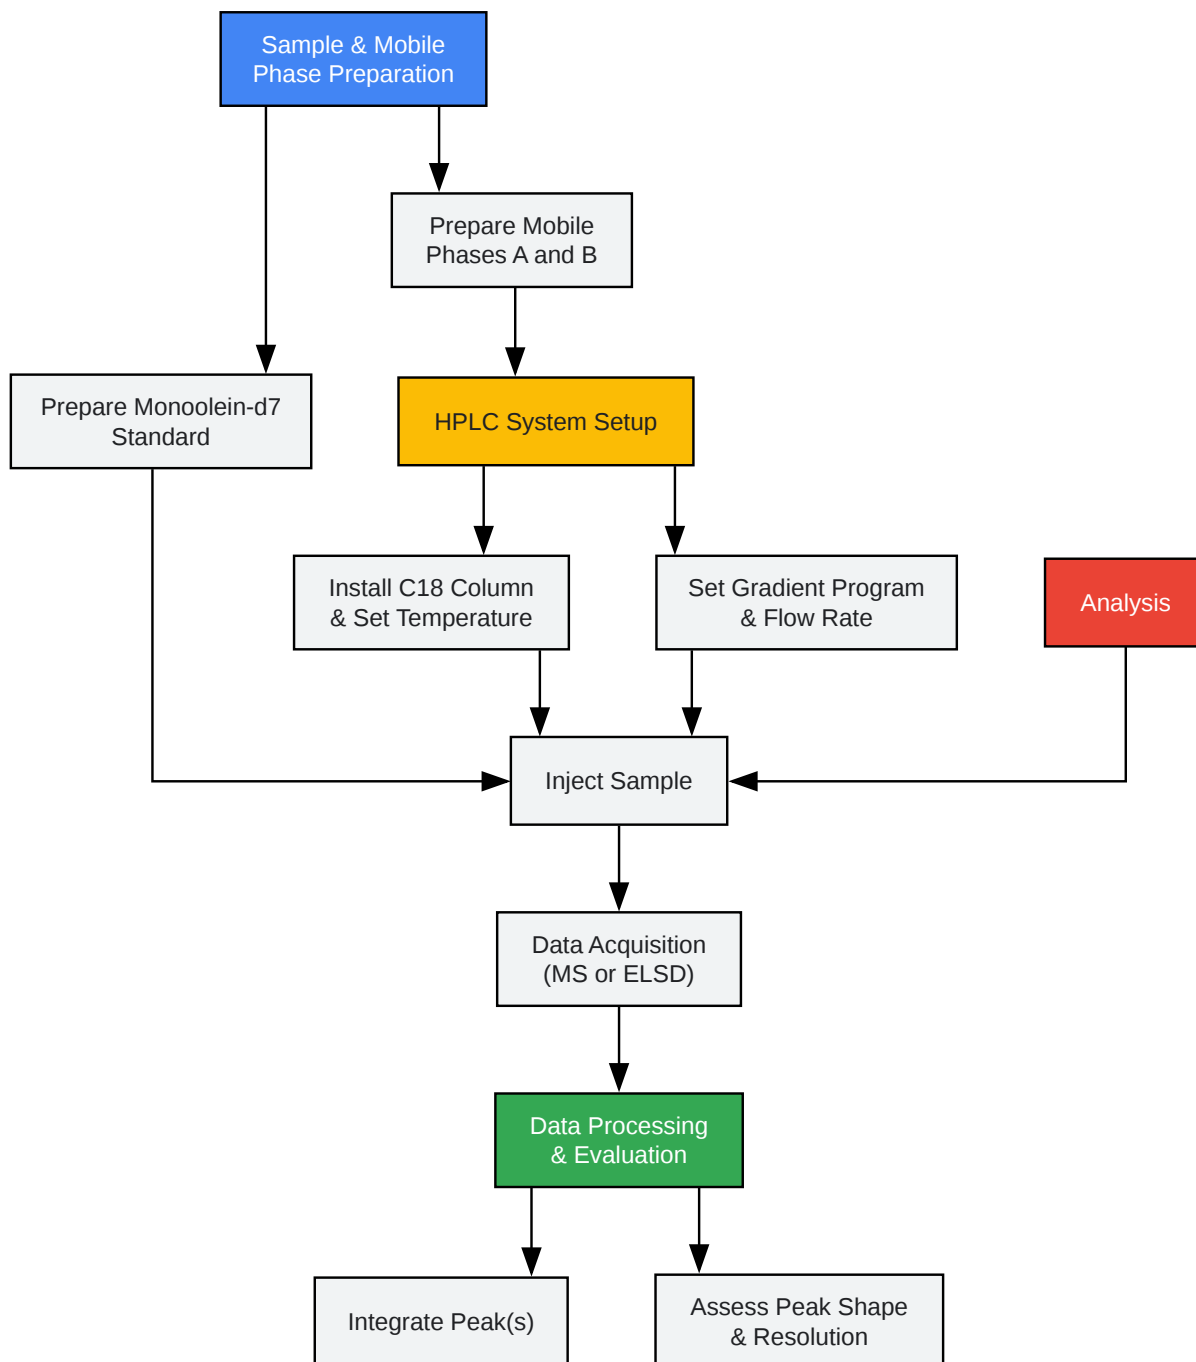 Sample & Mobile
Phase Preparation
Prepare Mobile
Phases A and B
Prepare Monoolein-d7
Standard
HPLC System Setup
Install C18 Column
& Set Temperature
Set Gradient Program
& Flow Rate
Analysis
Inject Sample
Data Acquisition
(MS or ELSD)
Data Processing
& Evaluation
Integrate Peak(s)
Assess Peak Shape
& Resolution